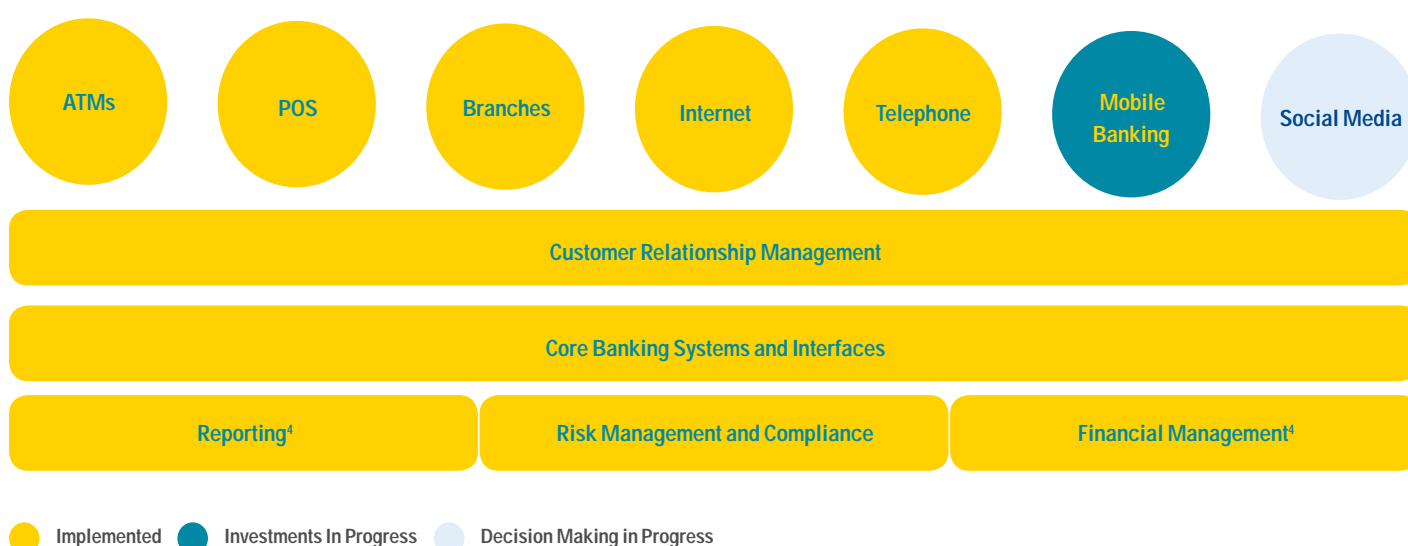 ATMs
POS
Branches
Internet
Telephone
Mobile
Banking
Social Media
Customer Relationship Management
Core Banking Systems and Interfaces
Reporting⁴
Risk Management and Compliance
Financial Management⁴
Implemented
Investments In Progress
Decision Making in Progress